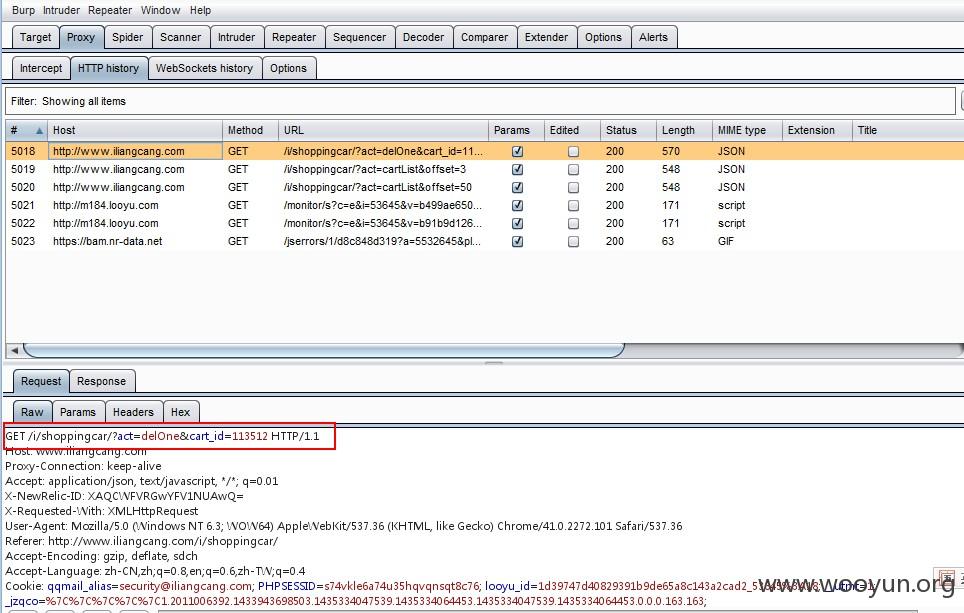 Burp Intruder Repeater Window Help
Target Proxy Spider Scanner Intruder Repeater Sequencer Decoder Comparer Extender Options Alerts
Intercept HTTP history WebSockets history Options
Filter: Showing all items
# Host Method URL Params Edited Status Length MIME type Extension Title
5018 http://www.iliangcang.com GET /i/shoppingcar/?act=delOne&cart_id=11... 200 570 JSON
5019 http://www.iliangcang.com GET /i/shoppingcar/?act=cartList&offset=3 200 548 JSON
5020 http://www.iliangcang.com GET /i/shoppingcar/?act=cartList&offset=50 200 548 JSON
5021 http://m184.looyu.com GET /monitor/s?c=e&i=53645&v=b499ae650... 200 171 script
5022 http://m184.looyu.com GET /monitor/s?c=e&i=53645&v=b91b9d126... 200 171 script
5023 https://bam.nr-data.net GET /jserrors/1/d8c848d319?a=5532645&pl... 200 63 GIF
Request Response
Raw Params Headers Hex
GET /i/shoppingcar/?act=delOne&cart_id=113512 HTTP/1.1
Host: www.iliangcang.com
Proxy-Connection: keep-alive
Accept: application/json, text/javascript, */*; q=0.01
X-NewRelic-ID: XAQCWFVRGwYFV1NUAwQ=
X-Requested-With: XMLHttpRequest
User-Agent: Mozilla/5.0 (Windows NT 6.3; WOW64) AppleWebKit/537.36 (KHTML, like Gecko) Chrome/41.0.2272.101 Safari/537.36
Referer: http://www.iliangcang.com/i/shoppingcar/
Accept-Encoding: gzip, deflate, sdch
Accept-Language: zh-CN,zh;q=0.8,en;q=0.6,zh-TW;q=0.4
Cookie: qqmail_alias=security@iliangcang.com; PHPSESSID=s74vkle6a74u35hqvqnsqt8c76;
www.wooyun.org
_jzqco=%7C%7C%7C%7C%7C1.2011006392.1433943698503.1435334047539.1435334064453.1435334047539.1435334064453.0.0.0.163.163;